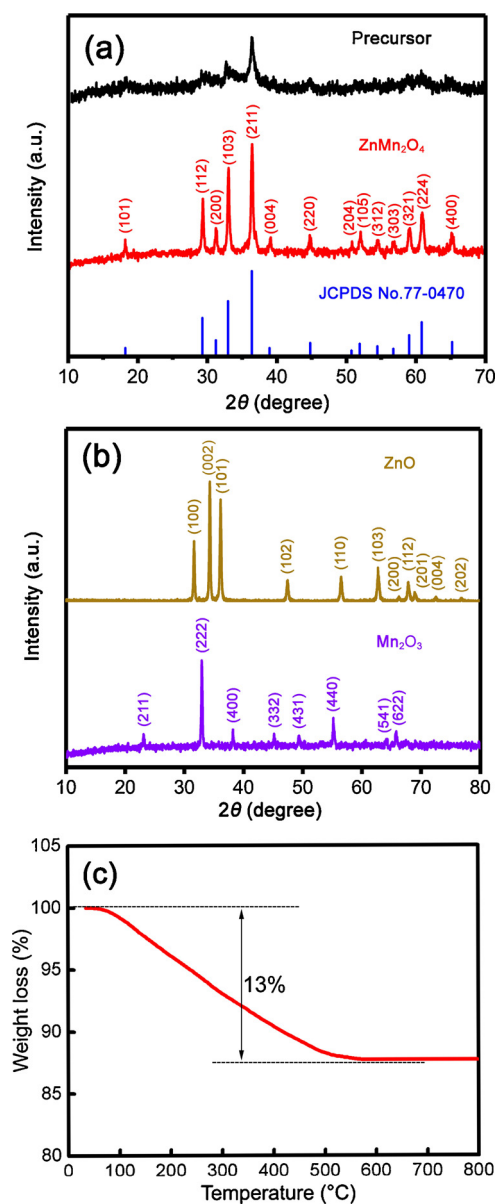 (a)
Precursor
ZnMn₂O₄
(101)
(112)
(200)
(103)
(211)
(004)
(220)
(204)
(105)
(312)
(303)
(321)
(224)
(400)
JCPDS No.77-0470
Intensity (a.u.)
10 20 30 40 50 60 70
2θ (degree)
(b)
ZnO
(100)
(002)
(101)
(102)
(110)
(103)
(200)
(112)
(201)
(004)
(202)
Mn₂O₃
(211)
(222)
(400)
(332)
(431)
(440)
(541)
(622)
Intensity (a.u.)
10 20 30 40 50 60 70 80
2θ (degree)
(c)
105
100
95
90
85
80
13%
Weight loss (%)
0 100 200 300 400 500 600 700 800
Temperature (°C)